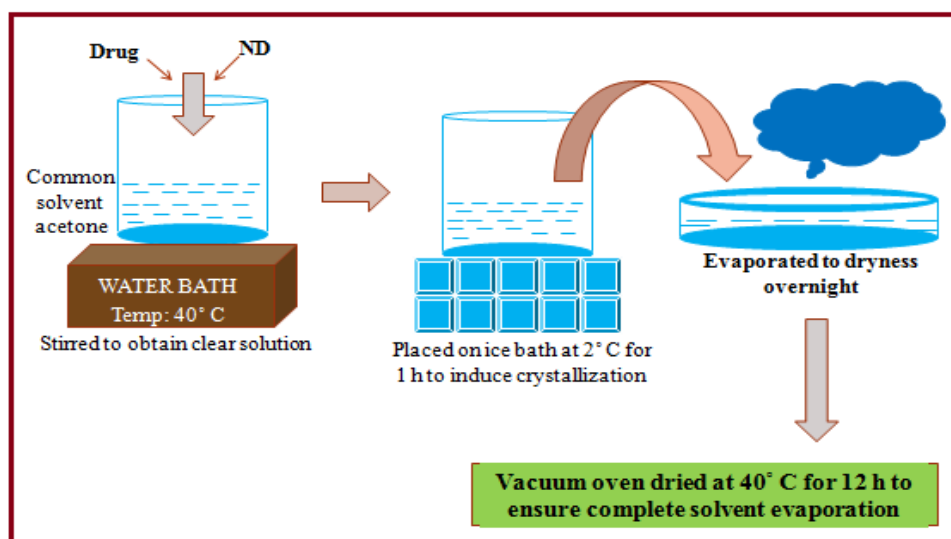 Drug
ND
Common
solvent
acetone
WATER BATH
Temp: 40° C
Stirred to obtain clear solution
Placed on ice bath at 2° C for
1 h to induce crystallization
Evaporated to dryness
overnight
Vacuum oven dried at 40° C for 12 h to
ensure complete solvent evaporation